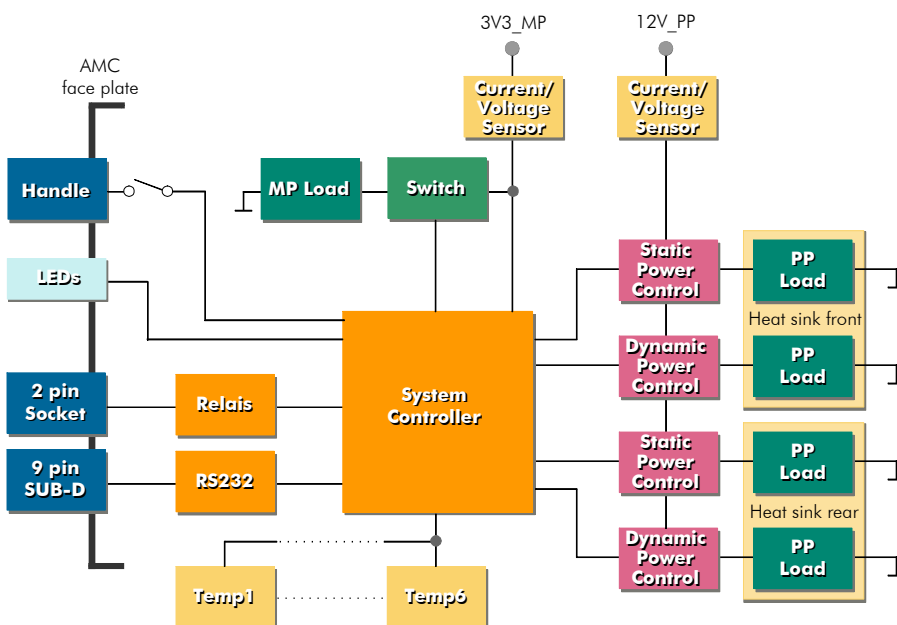 3V3_MP
12V_PP
AMC
face plate
Current/
Voltage
Sensor
Current/
Voltage
Sensor
Handle
MP Load
Switch
LEDs
Static
Power
Control
PP
Load
Heat sink front
Dynamic
Power
Control
PP
Load
2 pin
Socket
Relais
System
Controller
Static
Power
Control
PP
Load
9 pin
SUB-D
RS232
Heat sink rear
Dynamic
Power
Control
PP
Load
Temp1
Temp6